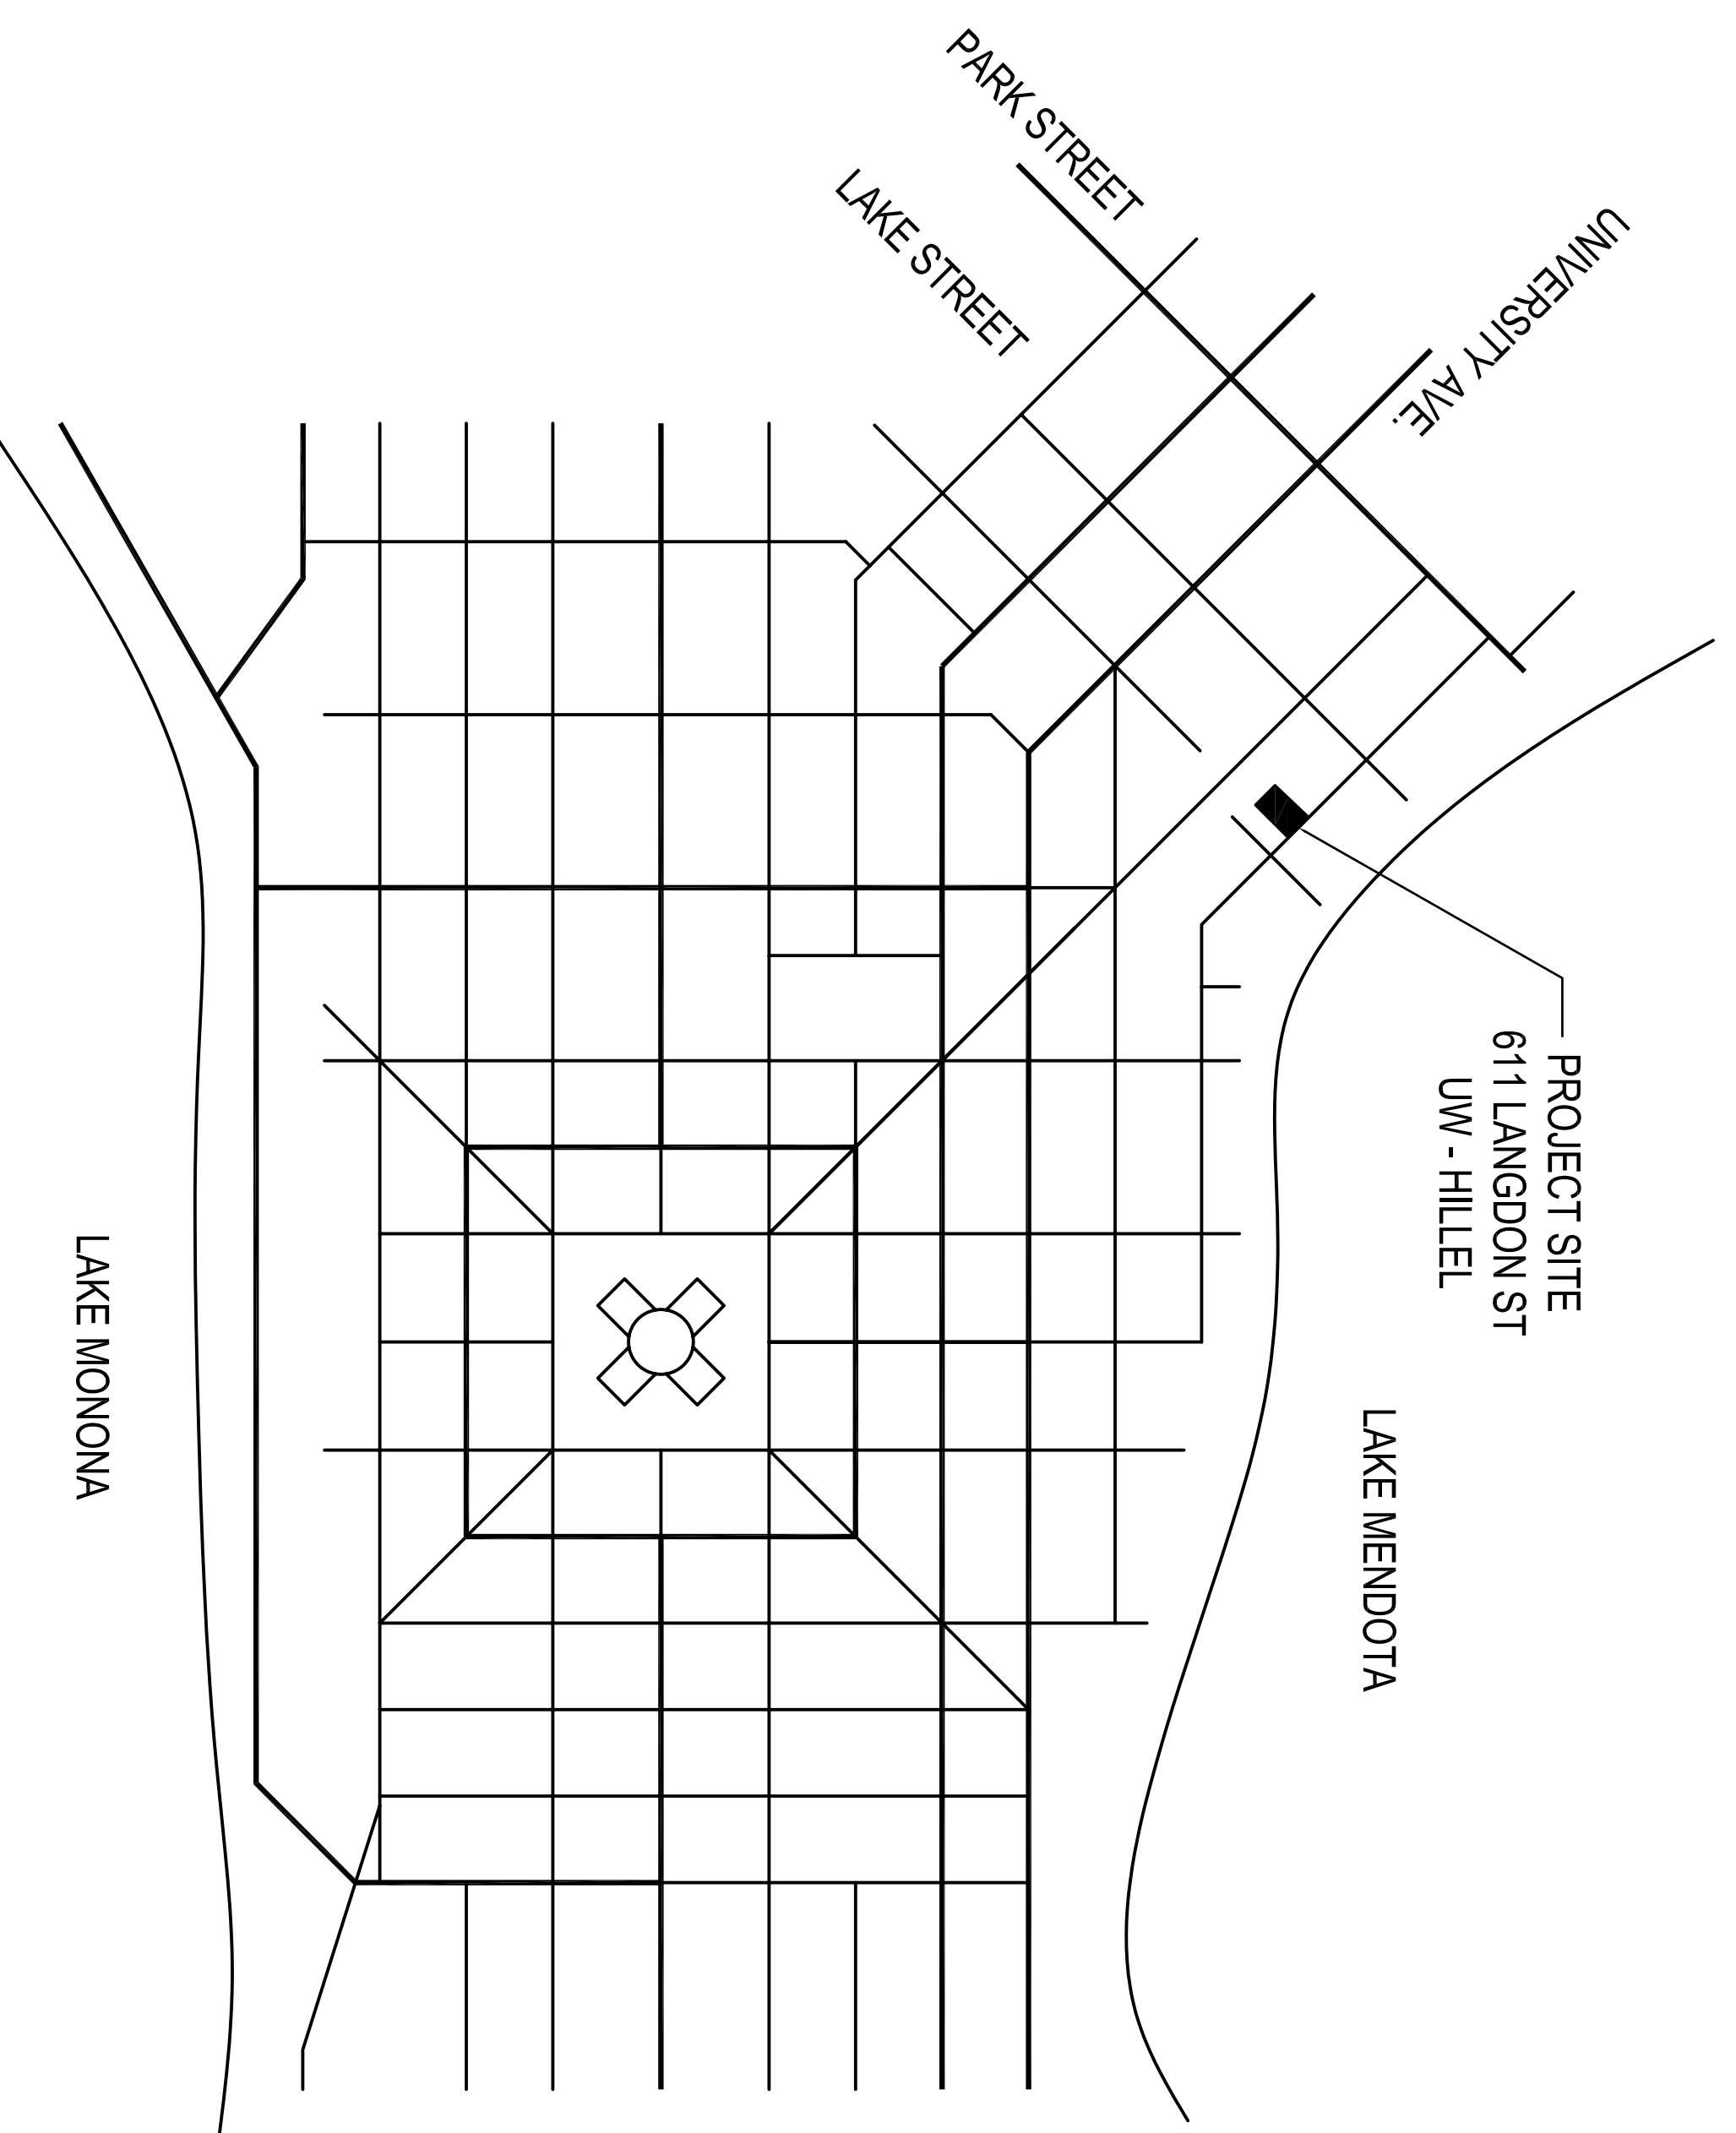 PARK STREET
LAKE STREET
UNIVERSITY AVE.
PROJECT SITE
611 LANGDON ST
UW - HILLEL
LAKE MENDOTA
LAKE MONONA